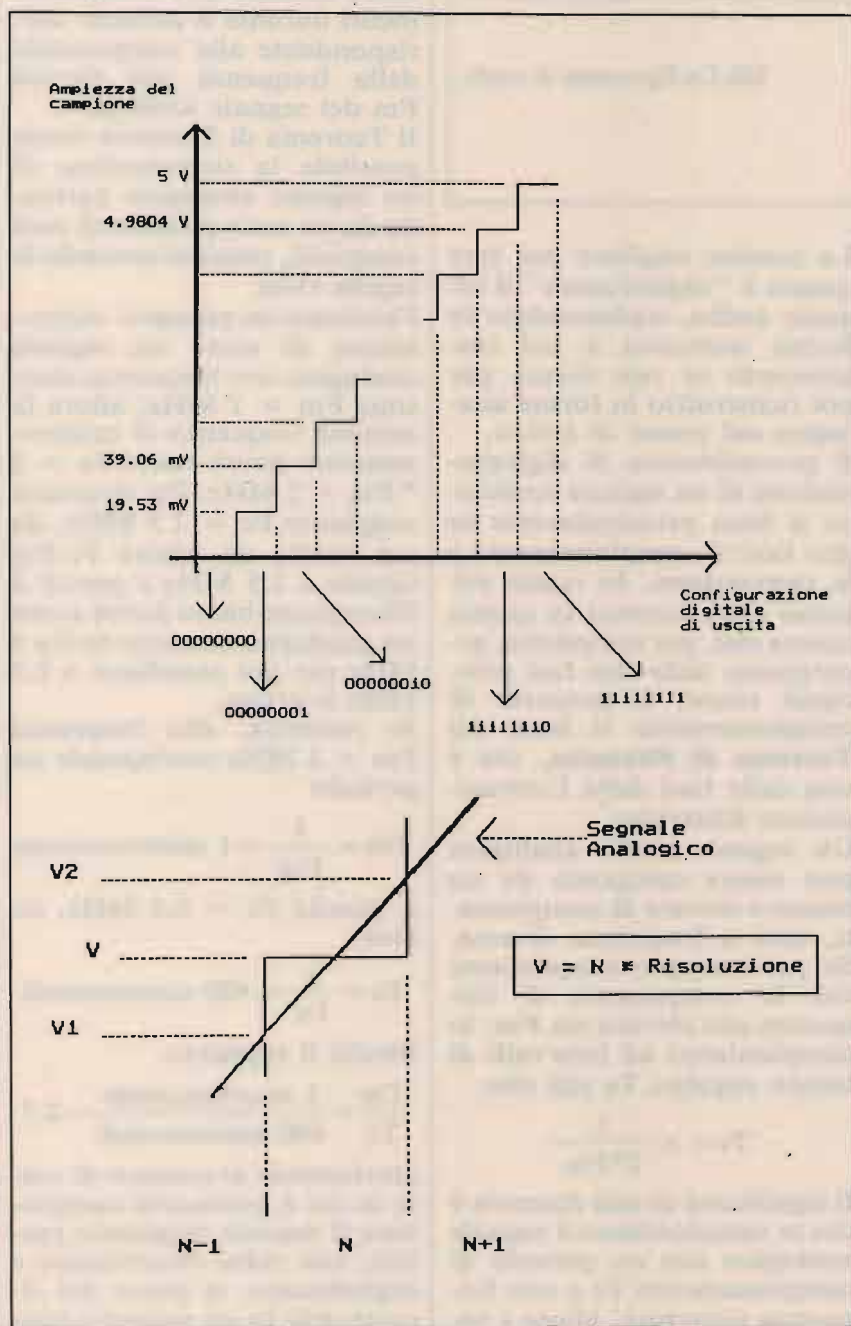 Ampiezza del
campione
5 V
4.9804 V
39.06 mV
19.53 mV
Configurazione
digitale
di uscita
00000000
00000001
00000010
11111110
11111111
Segnale
Analogico
V2
V
V1
V = N * Risoluzione
N-1
N
N+1